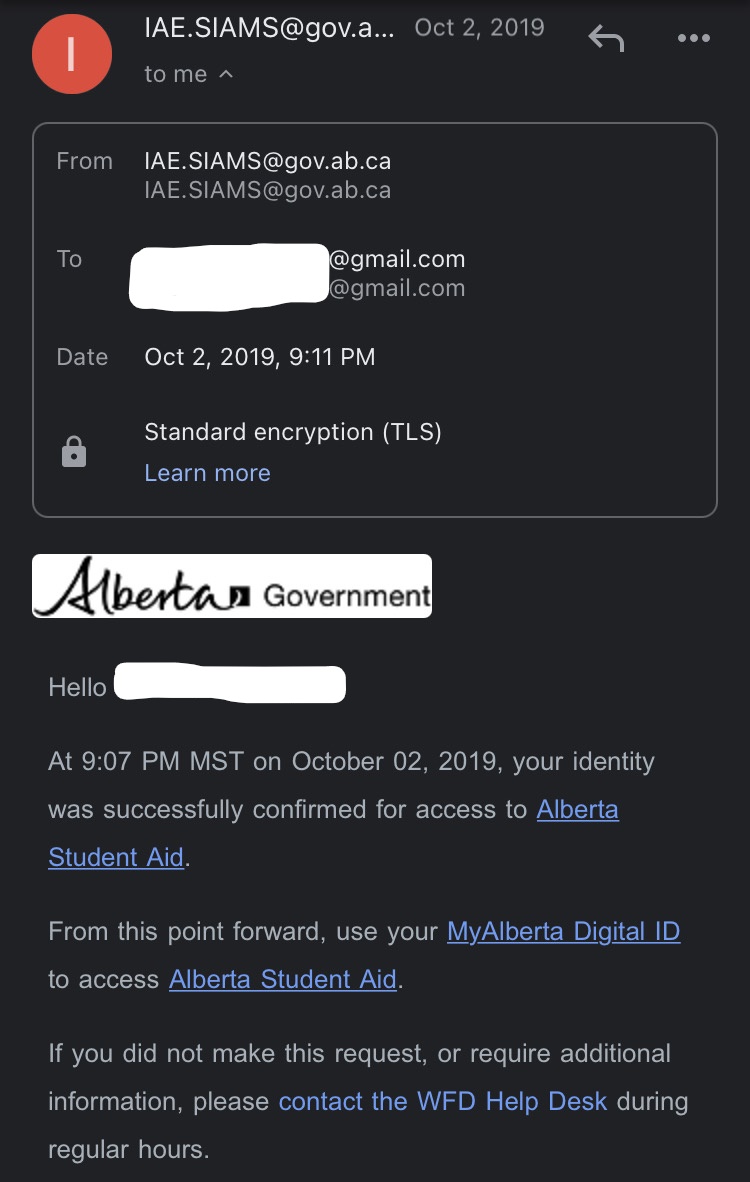 I
IAE.SIAMS@gov.a... Oct 2, 2019
to me
From IAE.SIAMS@gov.ab.ca
IAE.SIAMS@gov.ab.ca
To @gmail.com
@gmail.com
Date Oct 2, 2019, 9:11 PM
Standard encryption (TLS)
Learn more
Alberta Government
Hello
At 9:07 PM MST on October 02, 2019, your identity
was successfully confirmed for access to Alberta
Student Aid.
From this point forward, use your MyAlberta Digital ID
to access Alberta Student Aid.
If you did not make this request, or require additional
information, please contact the WFD Help Desk during
regular hours.